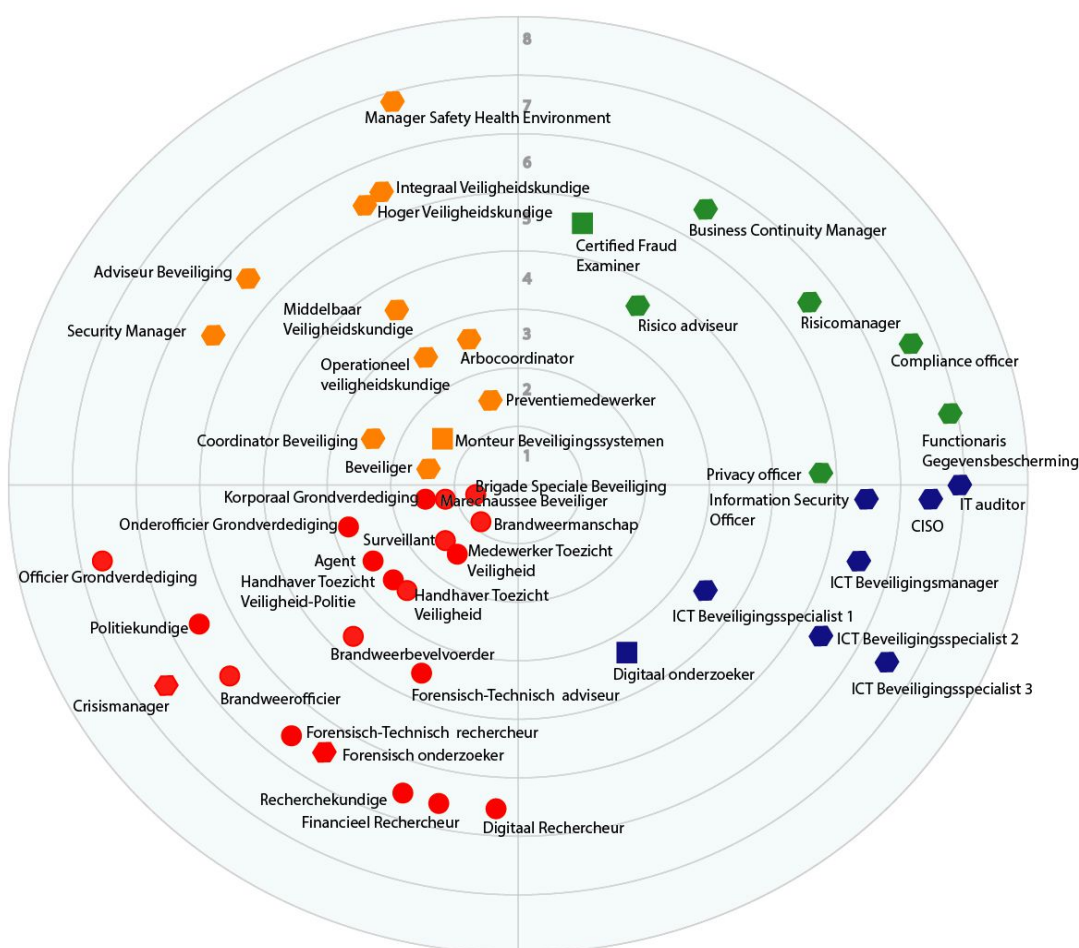 8
7
Manager Safety Health Environment
6
Integraal Veiligheidskundige
Hoger Veiligheidskundige
5
Certified Fraud
Examiner
Business Continuity Manager
Adviseur Beveiliging
4
Middelbaar
Veiligheidskundige
Security Manager
Risico adviseur
Risicomanager
3
Arbocoordinator
Operationeel
veiligheidskundige
Compliance officer
2
Preventiemedewerker
Coordinator Beveiliging
Monteur Beveiligingssystemen
Functionaris
Gegevensbescherming
1
Beveiliger
Privacy officer
Brigade Speciale Beveiliging
Korporaal Grondverdediging
Marechaussee Beveiliger
Information Security
Officer
IT auditor
CISO
Onderofficier Grondverdediging
Brandweermanschap
Surveillant
Medewerker Toezicht
Veiligheid
Agent
Officier Grondverdediging
Handhaver Toezicht
Veiligheid-Politie
Handhaver Toezicht
Veiligheid
ICT Beveiligingsmanager
ICT Beveiligingsspecialist 1
Politiekundige
ICT Beveiligingsspecialist 2
Brandweerbevelvoerder
Digitaal onderzoeker
ICT Beveiligingsspecialist 3
Forensisch-Technisch adviseur
Brandweerofficier
Crisismanager
Forensisch-Technisch rechercheur
Forensisch onderzoeker
Recherchekundige
Financieel Rechercheur
Digitaal Rechercheur